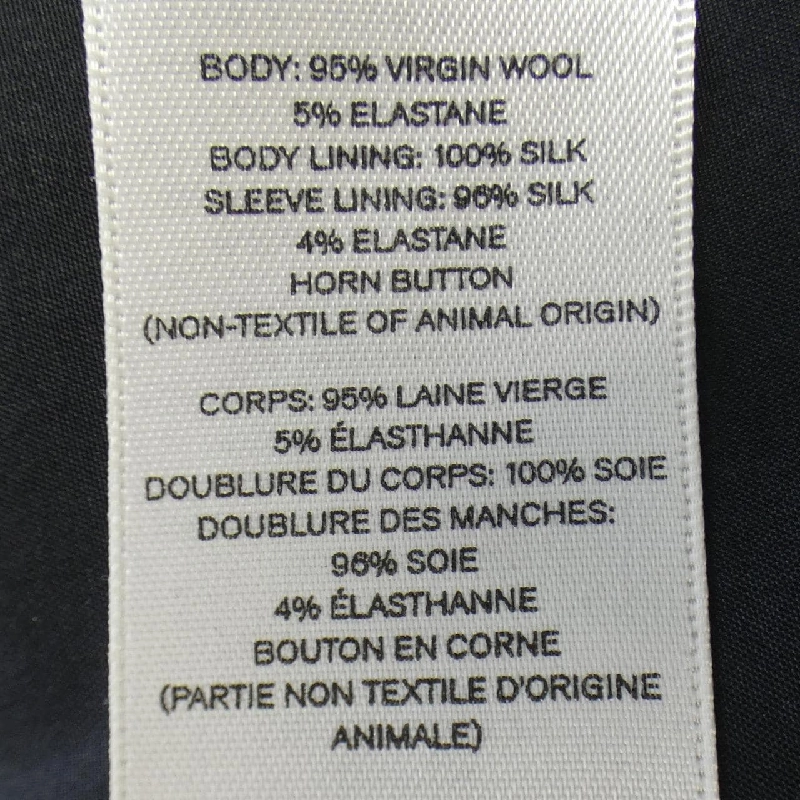 BODY: 95% VIRGIN WOOL
5% ELASTANE
BODY LINING: 100% SILK
SLEEVE LINING: 96% SILK
4% ELASTANE
HORN BUTTON
(NON-TEXTILE OF ANIMAL ORIGIN)
CORPS: 95% LAINE VIERGE
5% ÉLASTHANNE
DOUBLURE DU CORPS: 100% SOIE
DOUBLURE DES MANCHES:
96% SOIE
4% ÉLASTHANNE
BOUTON EN CORNE
(PARTIE NON TEXTILE D'ORIGINE
ANIMALE)